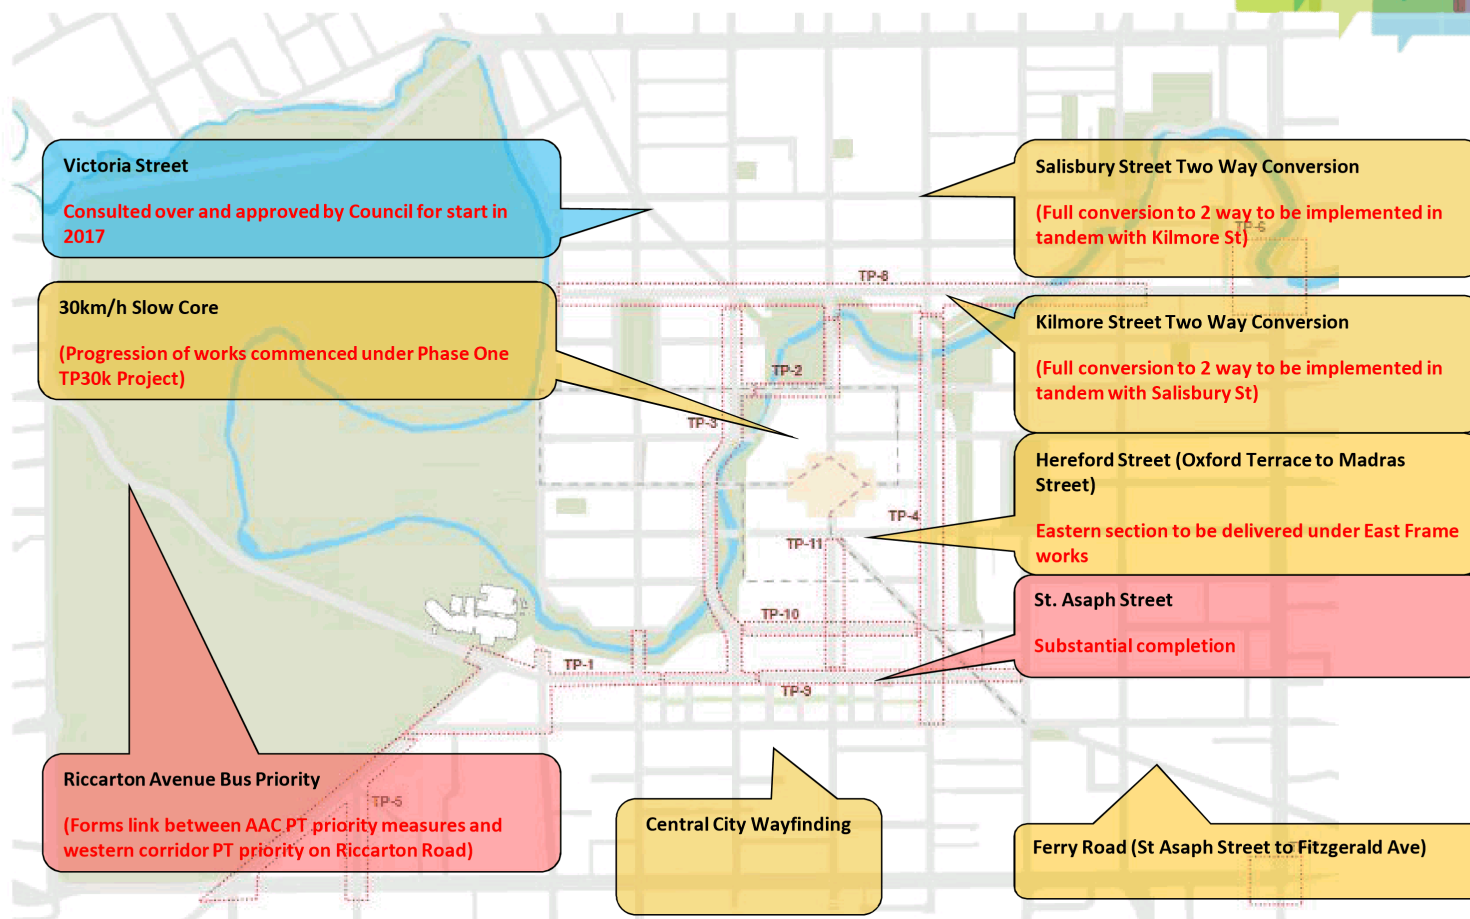 Victoria Street
Consulted over and approved by Council for start in
2017
30km/h Slow Core
(Progression of works commenced under Phase One
TP30k Project)
Salisbury Street Two Way Conversion
(Full conversion to 2 way to be implemented in
tandem with Kilmore St)
TP-6
TP-8
Kilmore Street Two Way Conversion
(Full conversion to 2 way to be implemented in
tandem with Salisbury St)
TP-2
TP-3
Hereford Street (Oxford Terrace to Madras
Street)
Eastern section to be delivered under East Frame
works
TP-4
TP-11
St. Asaph Street
Substantial completion
TP-10
TP-1
TP-9
Riccarton Avenue Bus Priority
(Forms link between AAC PT priority measures and
western corridor PT priority on Riccarton Road)
TP-5
Central City Wayfinding
Ferry Road (St Asaph Street to Fitzgerald Ave)